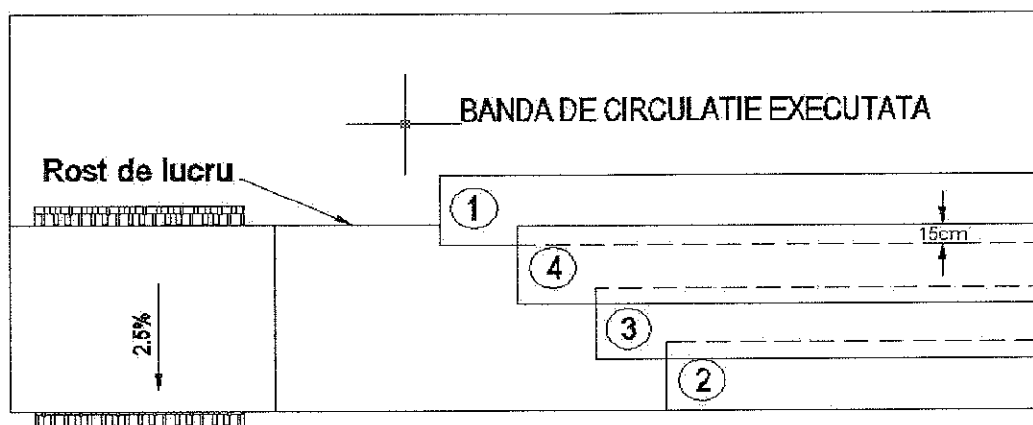 BANDA DE CIRCULATIE EXECUTATA
Rost de lucru
1
15cm
4
2.5%
3
2